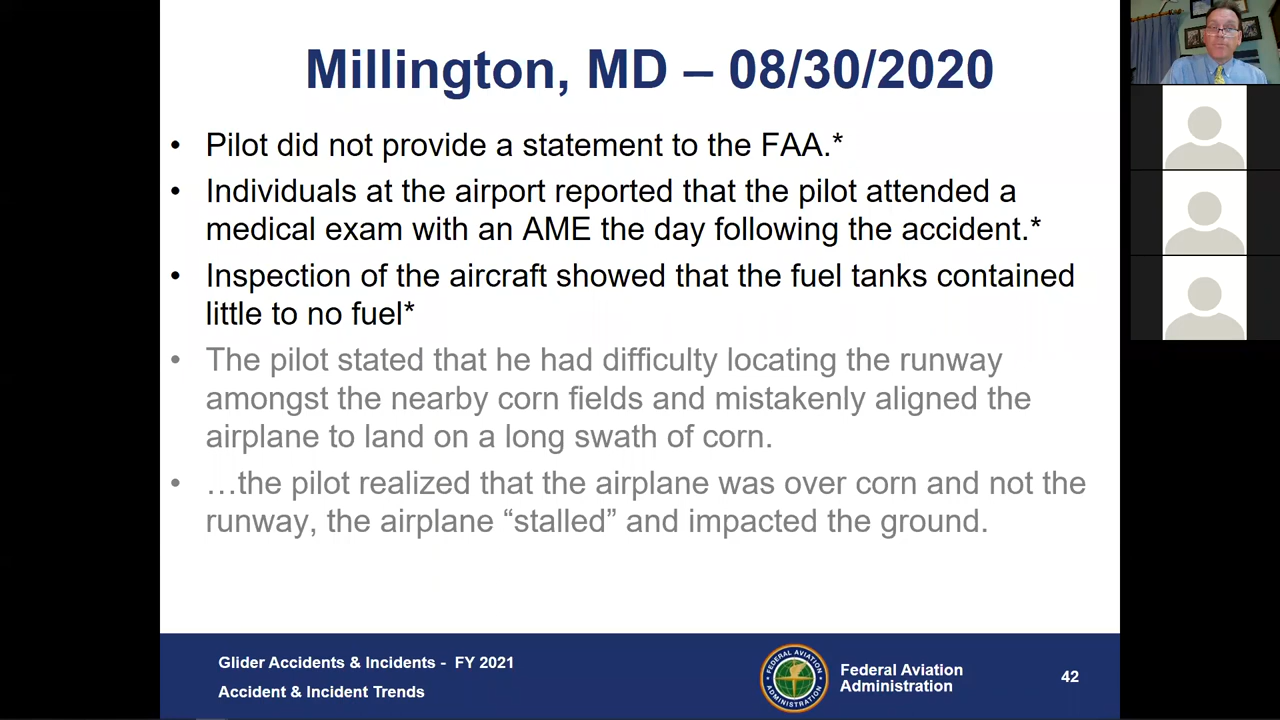 Millington, MD – 08/30/2020
• Pilot did not provide a statement to the FAA.*
• Individuals at the airport reported that the pilot attended a
medical exam with an AME the day following the accident.*
• Inspection of the aircraft showed that the fuel tanks contained
little to no fuel*
• The pilot stated that he had difficulty locating the runway
amongst the nearby corn fields and mistakenly aligned the
airplane to land on a long swath of corn.
• …the pilot realized that the airplane was over corn and not the
runway, the airplane “stalled” and impacted the ground.
Glider Accidents & Incidents - FY 2021
Accident & Incident Trends
FEDERAL AVIATION
ADMINISTRATION
Federal Aviation
Administration
42